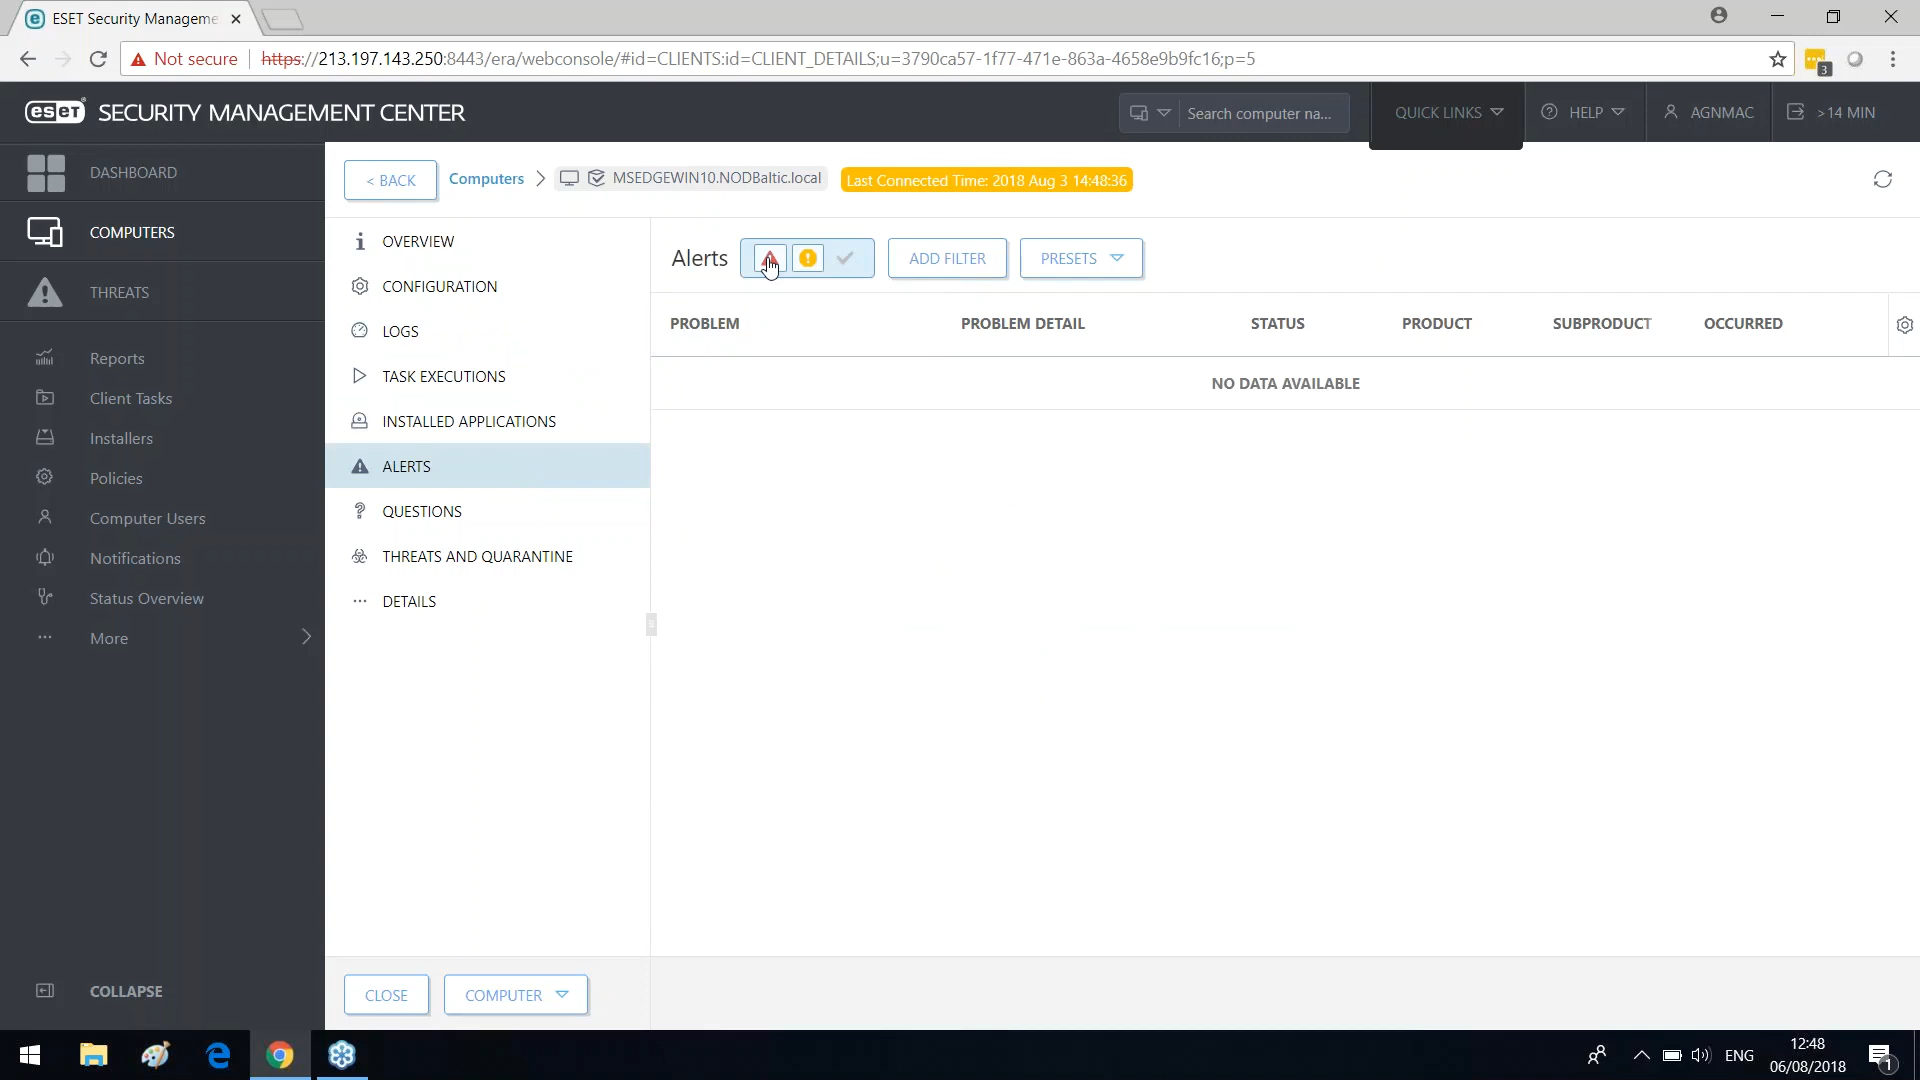 ESET Security Manageme
Not secure
https://213.197.143.250:8443/era/webconsole/#id=CLIENTS:id=CLIENT_DETAILS;u=3790ca57-1f77-471e-863a-4658e9b9fc16;p=5
3
eset SECURITY MANAGEMENT CENTER
Search computer na...
QUICK LINKS
HELP
AGNMAC
>14 MIN
DASHBOARD
COMPUTERS
THREATS
Reports
Client Tasks
Installers
Policies
Computer Users
Notifications
Status Overview
More
COLLAPSE
< BACK
Computers
MSEDGEWIN10.NODBaltic.local
Last Connected Time: 2018 Aug 3 14:48:36
OVERVIEW
CONFIGURATION
LOGS
TASK EXECUTIONS
INSTALLED APPLICATIONS
ALERTS
QUESTIONS
THREATS AND QUARANTINE
DETAILS
Alerts
ADD FILTER
PRESETS
PROBLEM
PROBLEM DETAIL
STATUS
PRODUCT
SUBPRODUCT
OCCURRED
NO DATA AVAILABLE
CLOSE
COMPUTER
ENG
12:48
06/08/2018
1